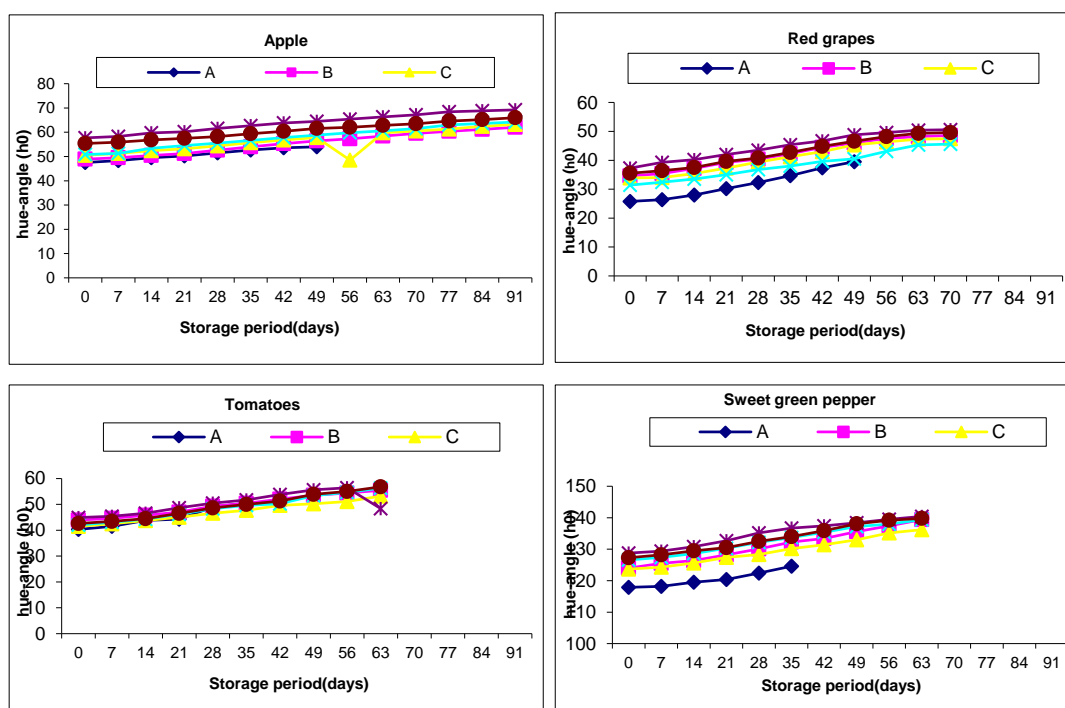 Apple
A B C
80
70
60
50
40
30
20
10
0
hue-angle (h0)
0 7 14 21 28 35 42 49 56 63 70 77 84 91
Storage period(days)
Red grapes
A B C
60
50
40
30
20
10
0
hue-angle (h0)
0 7 14 21 28 35 42 49 56 63 70 77 84 91
Storage period(days)
Tomatoes
A B C
60
50
40
30
20
10
0
hue-angle (h0)
0 7 14 21 28 35 42 49 56 63 70 77 84 91
Storage period(days)
Sweet green pepper
A B C
150
140
130
120
110
100
hue-angle (h0)
0 7 14 21 28 35 42 49 56 63 70 77 84 91
Storage period(days)